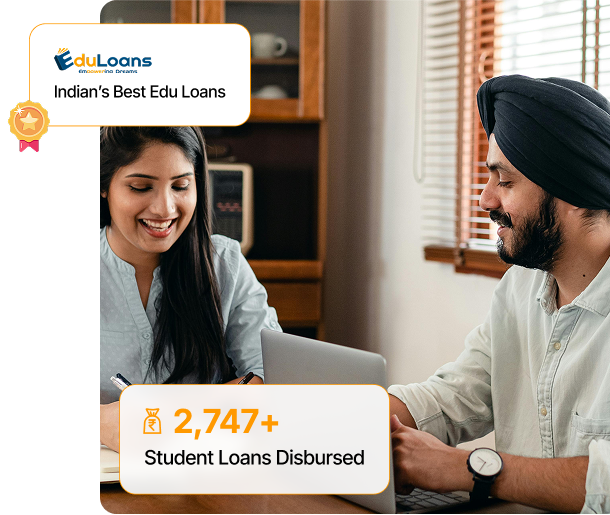 EduLoans
Empowering Dreams
Indian's Best Edu Loans
₹ 2,747+
Student Loans Disbursed